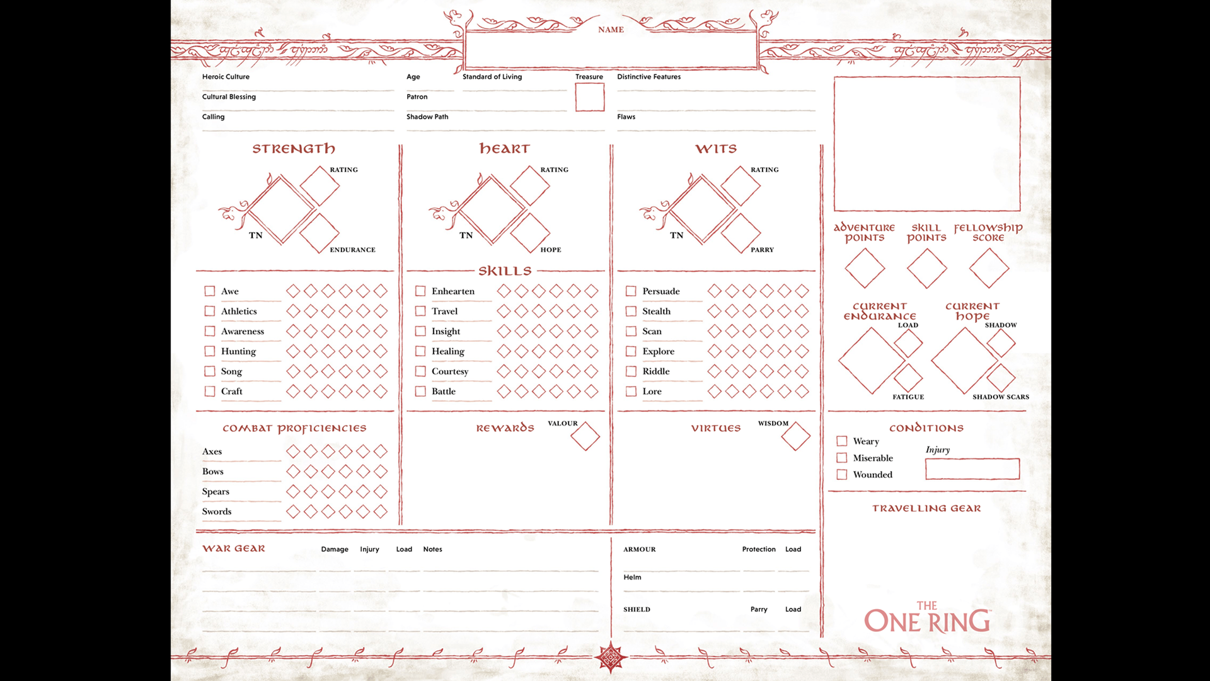 NAME
Heroic Culture
Age
Standard of Living
Treasure
Distinctive Features
Cultural Blessing
Patron
Calling
Shadow Path
Flaws
STRENGTH
RATING
TN
ENDURANCE
HEART
RATING
TN
HOPE
WITS
RATING
TN
PARRY
SKILLS
Awe
Athletics
Awareness
Hunting
Song
Craft
Enhearten
Travel
Insight
Healing
Courtesy
Battle
Persuade
Stealth
Scan
Explore
Riddle
Lore
COMBAT PROFICIENCIES
Axes
Bows
Spears
Swords
REWARDS
VALOUR
VIRTUES
WISDOM
WAR GEAR
Damage
Injury
Load
Notes
ARMOUR
Protection
Load
Helm
SHIELD
Parry
Load
ADVENTURE
POINTS
SKILL
POINTS
FELLOWSHIP
SCORE
CURRENT
ENDURANCE
LOAD
FATIGUE
CURRENT
HOPE
SHADOW
SHADOW SCARS
CONDITIONS
Weary
Miserable
Wounded
Injury
TRAVELLING GEAR
THE
ONE RING